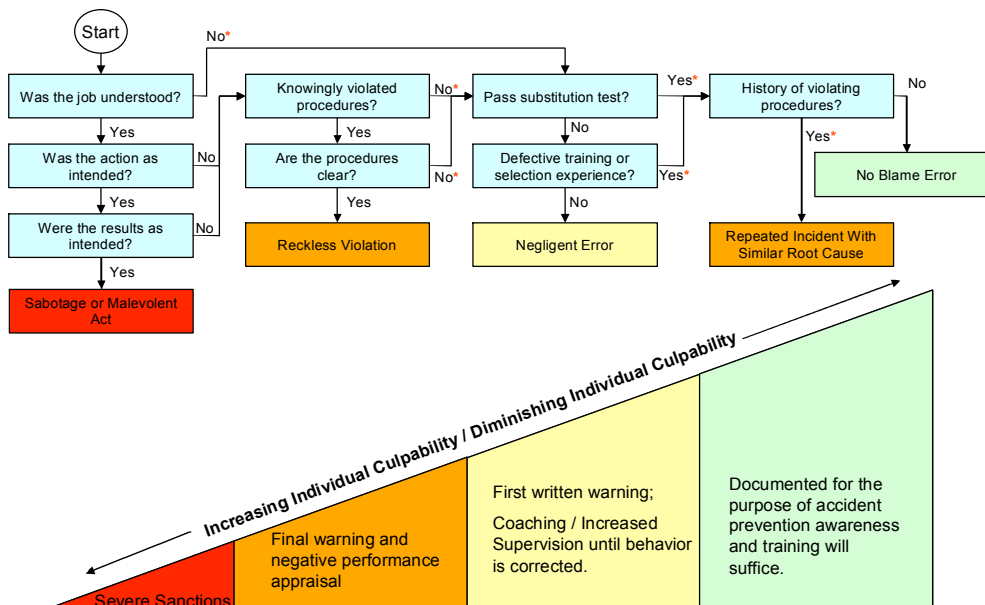 Start
No*
Was the job understood?
Yes
Was the action as
intended?
No
Yes
Were the results as
intended?
No
Yes
Sabotage or Malevolent
Act
Knowingly violated
procedures?
No*
Yes
Are the procedures
clear?
No*
Yes
Reckless Violation
Pass substitution test?
Yes*
No
Defective training or
selection experience?
Yes*
No
Negligent Error
History of violating
procedures?
No
Yes*
No Blame Error
Repeated Incident With
Similar Root Cause
Increasing Individual Culpability / Diminishing Individual Culpability
Severe Sanctions
Final warning and
negative performance
appraisal
First written warning;
Coaching / Increased
Supervision until behavior
is corrected.
Documented for the
purpose of accident
prevention awareness
and training will
suffice.